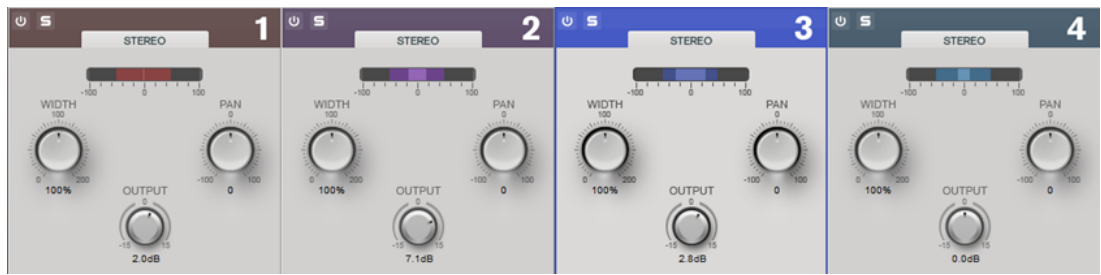 S 1 S 2 S 3 S 4
STEREO STEREO STEREO STEREO
-100 0 100 -100 0 100 -100 0 100 -100 0 100
WIDTH PAN WIDTH PAN WIDTH PAN WIDTH PAN
100 0 100 0 100 0 100 0
0 200 -100 100 0 200 -100 100 0 200 -100 100 0 200 -100 100
100% 0 100% 0 100% 0 100% 0
OUTPUT OUTPUT OUTPUT OUTPUT
0 0 0 0
-15 15 -15 15 -15 15 -15 15
2.0dB 7.1dB 2.8dB 0.0dB